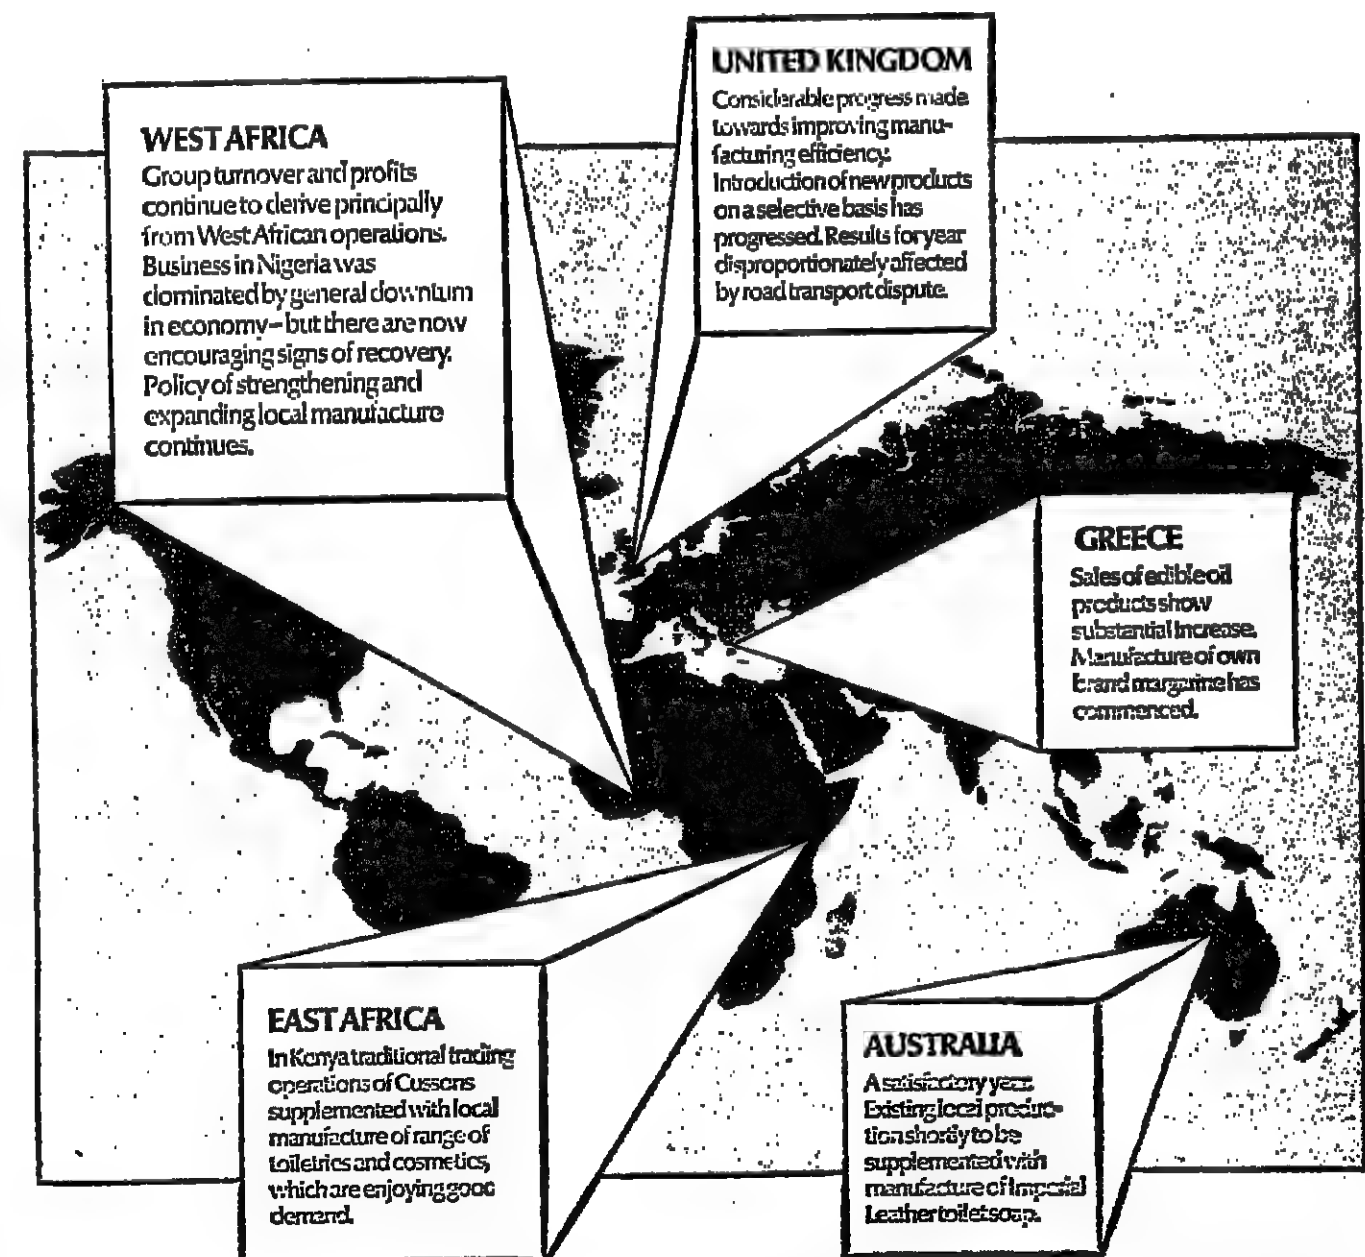 WEST AFRICA
Group turnover and profits
continue to derive principally
from West African operations.
Business in Nigeria was
dominated by general downturn
in economy – but there are now
encouraging signs of recovery.
Policy of strengthening and
expanding local manufacture
continues.
UNITED KINGDOM
Considerable progress made
towards improving manu-
facturing efficiency.
Introduction of new products
on a selective basis has
progressed. Results for year
disproportionately affected
by road transport dispute.
GREECE
Sales of edible oil
products show
substantial increase.
Manufacture of own
brand margarine has
commenced.
EAST AFRICA
In Kenya traditional trading
operations of Cussons
supplemented with local
manufacture of range of
toiletries and cosmetics,
which are enjoying good
demand.
AUSTRALIA
A satisfactory year.
Existing local produc-
tion shortly to be
supplemented with
manufacture of Imperial
Leather toilet soap.